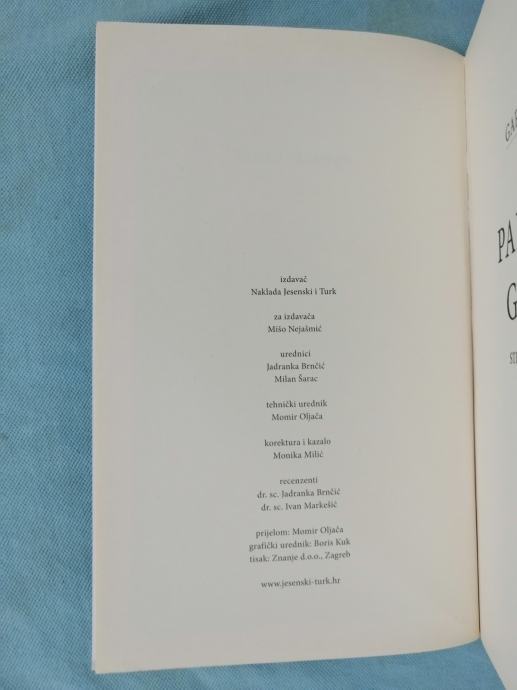 izdavač
Naklada Jesenski i Turk
za izdavača
Mišo Nejašmić
urednici
Jadranka Brnčić
Milan Šarac
tehnički urednik
Momir Oljača
korektura i kazalo
Monika Milić
recenzenti
dr. sc. Jadranka Brnčić
dr. sc. Ivan Markešić
prijelom: Momir Oljača
grafički urednik: Boris Kuk
tisak: Znanje d.o.o., Zagreb
www.jesenski-turk.hr